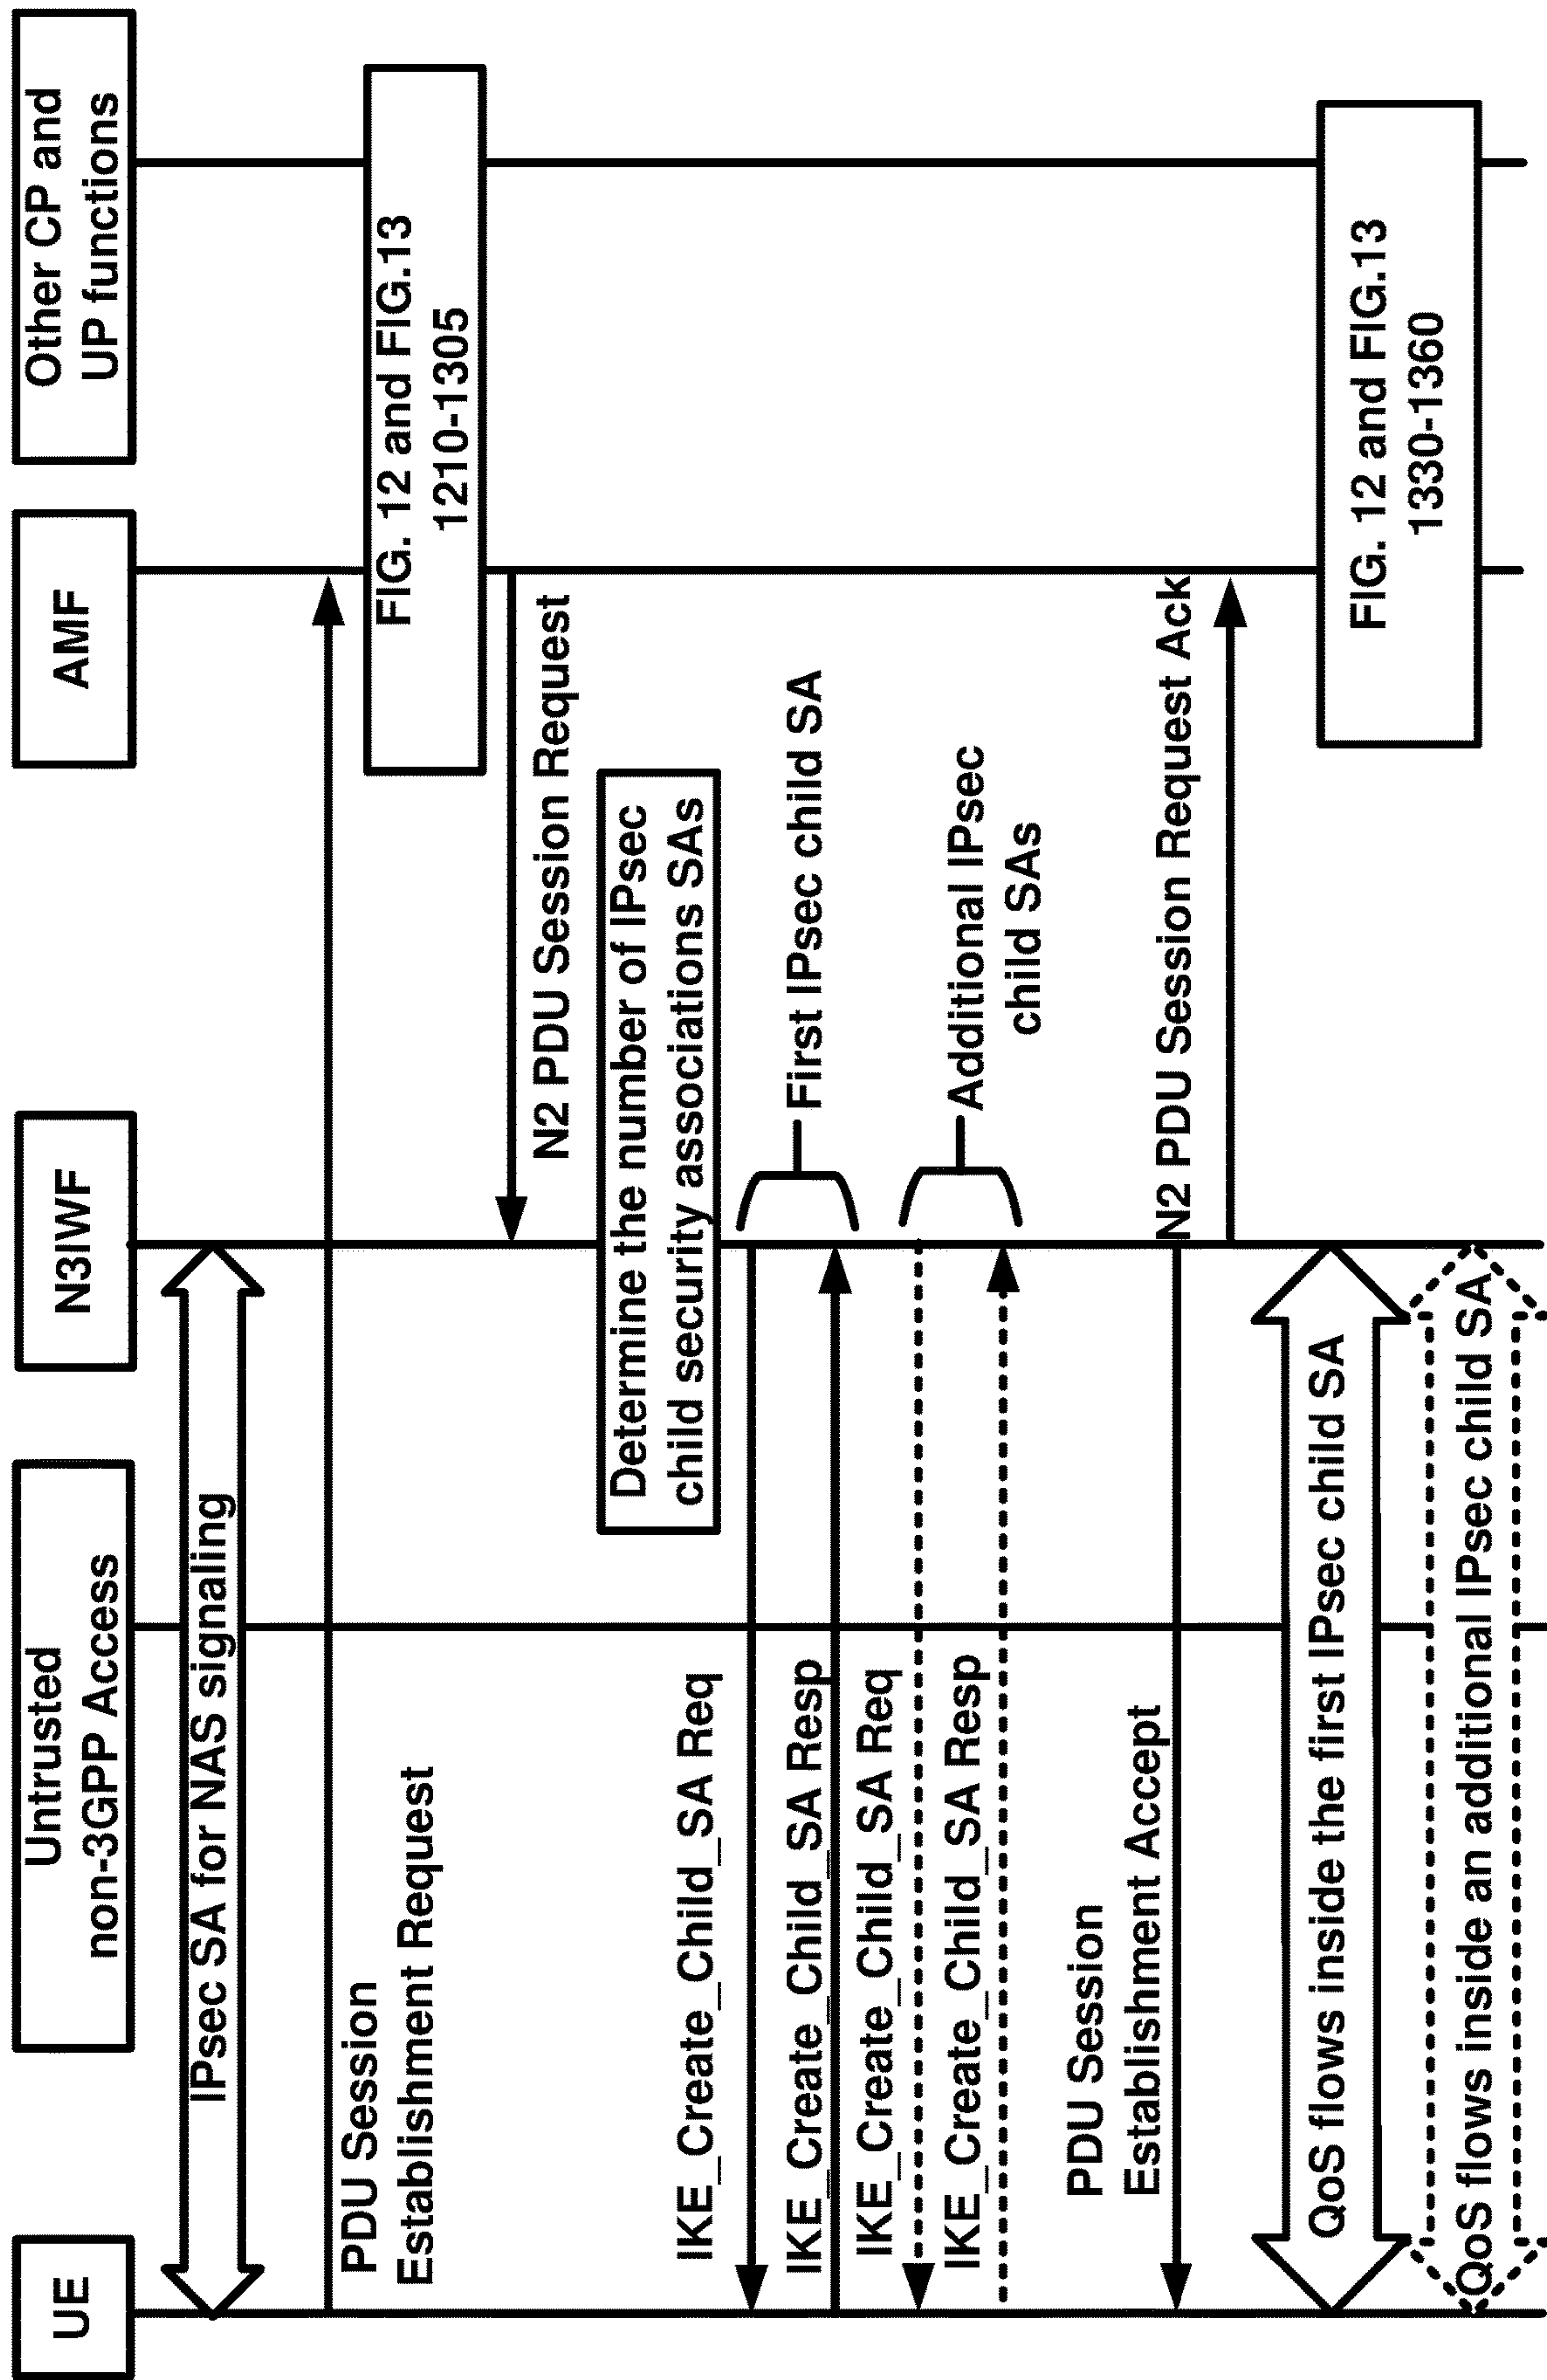 UE
Untrusted
non-3GPP Access
N3IWF
AMF
Other CP and
UP functions
IPsec SA for NAS signaling
PDU Session
Establishment Request
FIG. 12 and FIG.13
1210-1305
N2 PDU Session Request
Determine the number of IPsec
child security associations SAs
IKE_Create_Child_SA Req
First IPsec child SA
IKE_Create_Child_SA Resp
IKE_Create_Child_SA Req
Additional IPsec
child SAs
IKE_Create_Child_SA Resp
PDU Session
Establishment Accept
N2 PDU Session Request Ack
QoS flows inside the first IPsec child SA
FIG. 12 and FIG.13
1330-1360
QoS flows inside an additional IPsec child SA